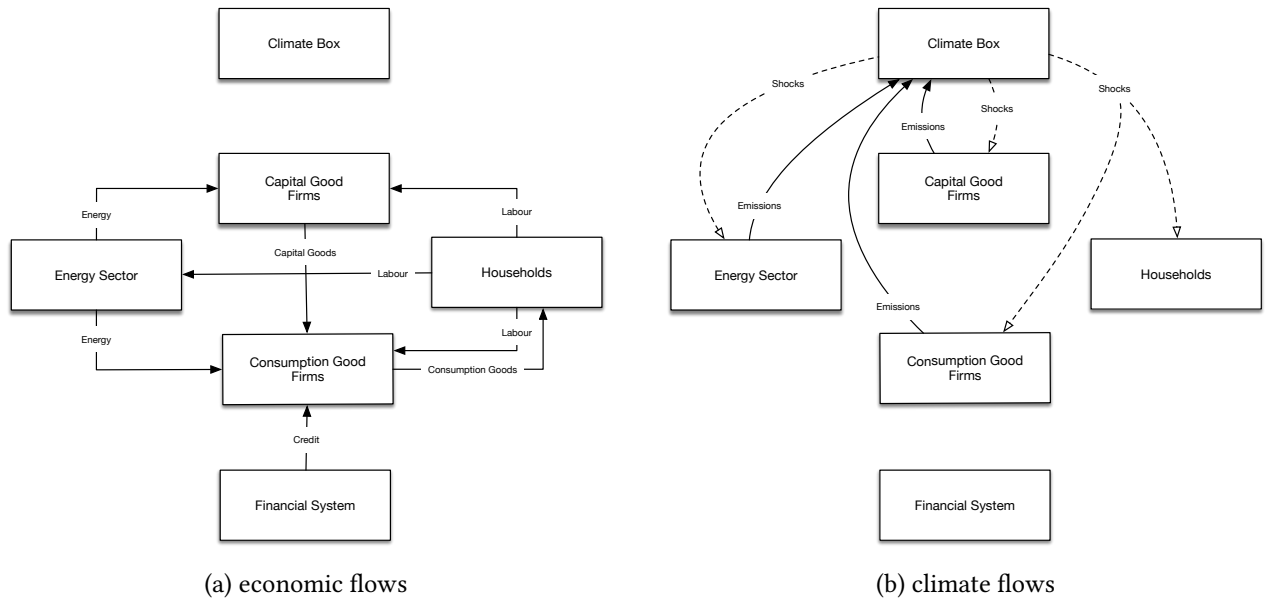 Climate Box
Capital Good
Firms
Energy
Labour
Capital Goods
Energy Sector
Labour
Households
Energy
Labour
Consumption Good
Firms
Consumption Goods
Credit
Financial System
(a) economic flows
Climate Box
Shocks
Shocks
Shocks
Emissions
Capital Good
Firms
Emissions
Energy Sector
Households
Emissions
Consumption Good
Firms
Financial System
(b) climate flows